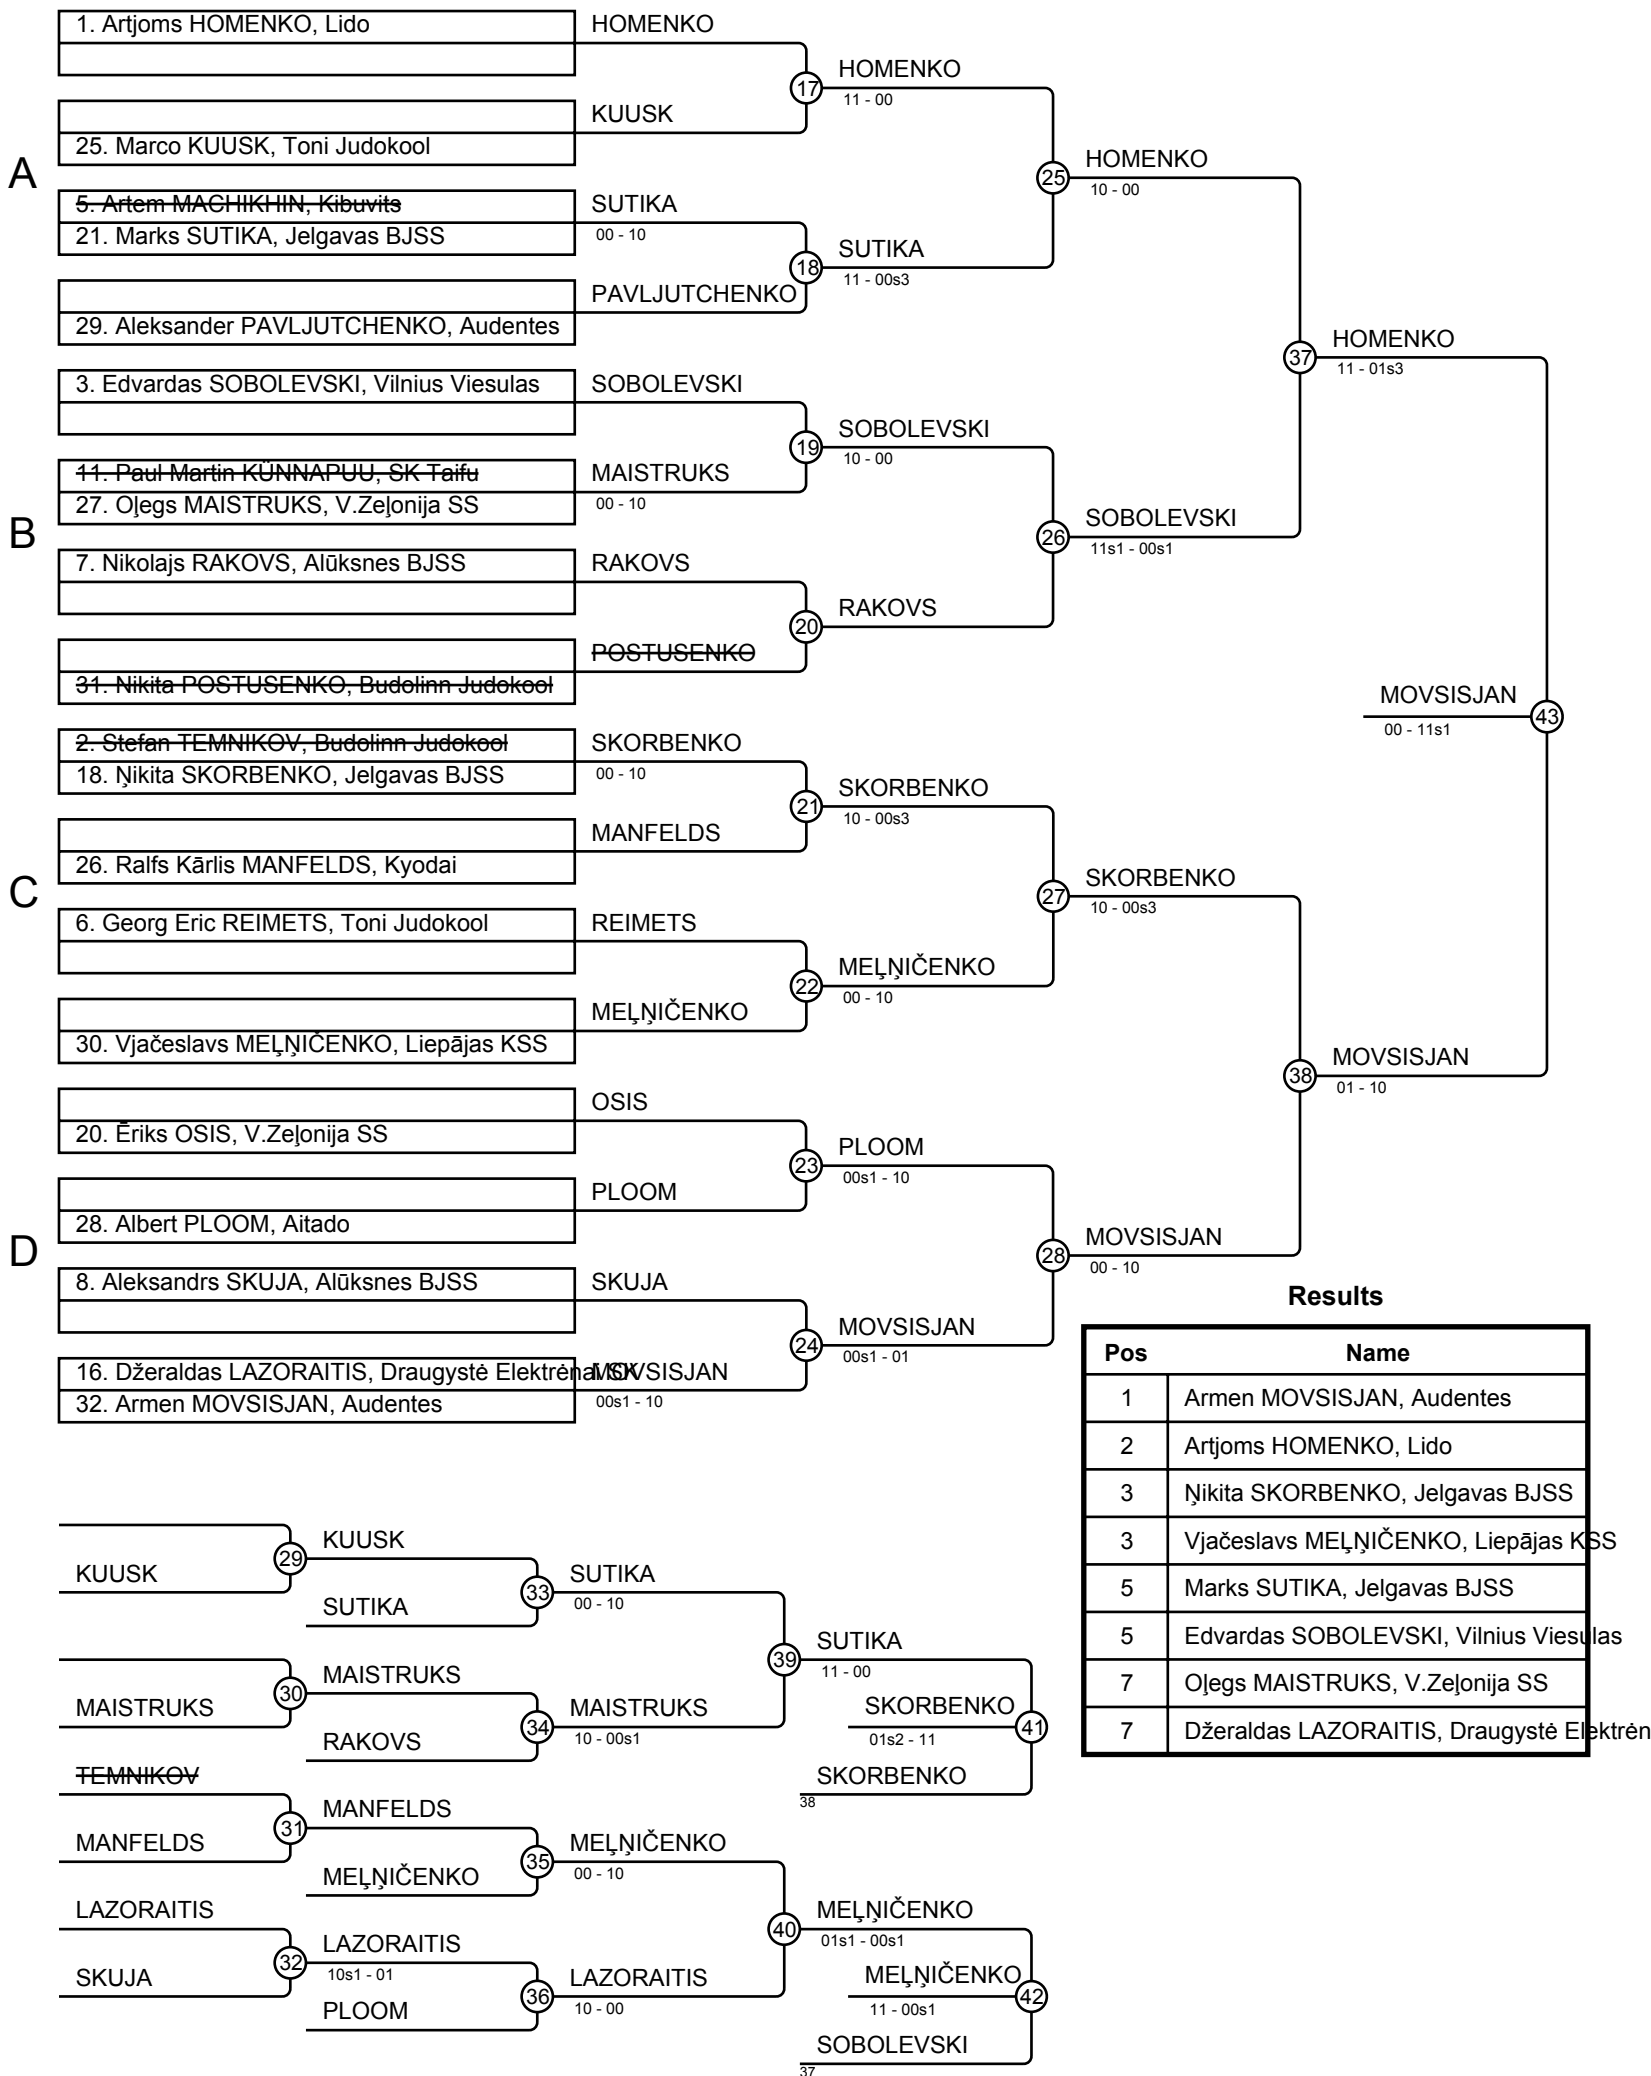 1. Artjoms HOMENKO, Lido
HOMENKO
HOMENKO
17
11 - 00
KUUSK
25. Marco KUUSK, Toni Judokool
A
HOMENKO
25
10 - 00
5. Artem MACHIKHIN, Kibuvits
SUTIKA
21. Marks SUTIKA, Jelgavas BJSS
00 - 10
SUTIKA
18
11 - 00s3
PAVLJUTCHENKO
29. Aleksander PAVLJUTCHENKO, Audentes
HOMENKO
37
11 - 01s3
3. Edvardas SOBOLEVSKI, Vilnius Viesulas
SOBOLEVSKI
SOBOLEVSKI
19
10 - 00
11. Paul Martin KÜNNAPUU, SK Taifu
MAISTRUKS
27. Oļegs MAISTRUKS, V.Zeļonija SS
00 - 10
B
SOBOLEVSKI
26
11s1 - 00s1
7. Nikolajs RAKOVS, Alūksnes BJSS
RAKOVS
RAKOVS
20
POSTUSENKO
31. Nikita POSTUSENKO, Budolinn Judokool
MOVSISJAN
43
00 - 11s1
2. Stefan TEMNIKOV, Budolinn Judokool
SKORBENKO
18. Ņikita SKORBENKO, Jelgavas BJSS
00 - 10
SKORBENKO
21
10 - 00s3
MANFELDS
26. Ralfs Kārlis MANFELDS, Kyodai
C
SKORBENKO
27
10 - 00s3
6. Georg Eric REIMETS, Toni Judokool
REIMETS
MEĻŅIČENKO
22
00 - 10
MEĻŅIČENKO
30. Vjačeslavs MEĻŅIČENKO, Liepājas KSS
MOVSISJAN
38
01 - 10
OSIS
20. Ēriks OSIS, V.Zeļonija SS
PLOOM
23
00s1 - 10
PLOOM
28. Albert PLOOM, Aitado
D
MOVSISJAN
28
00 - 10
8. Aleksandrs SKUJA, Alūksnes BJSS
SKUJA
MOVSISJAN
24
00s1 - 01
16. Džeraldas LAZORAITIS, Draugystė Elektrėnai SK
MOVSISJAN
32. Armen MOVSISJAN, Audentes
00s1 - 10
Results
Pos Name
1 Armen MOVSISJAN, Audentes
2 Artjoms HOMENKO, Lido
3 Ņikita SKORBENKO, Jelgavas BJSS
3 Vjačeslavs MEĻŅIČENKO, Liepājas KSS
5 Marks SUTIKA, Jelgavas BJSS
5 Edvardas SOBOLEVSKI, Vilnius Viesulas
7 Oļegs MAISTRUKS, V.Zeļonija SS
7 Džeraldas LAZORAITIS, Draugystė Elektrėn
KUUSK
29
KUUSK
SUTIKA
33
SUTIKA
00 - 10
MAISTRUKS
30
MAISTRUKS
RAKOVS
34
MAISTRUKS
10 - 00s1
39
SUTIKA
11 - 00
SKORBENKO
41
01s2 - 11
SKORBENKO
38
TEMNIKOV
MANFELDS
31
MANFELDS
MEĻŅIČENKO
35
MEĻŅIČENKO
00 - 10
LAZORAITIS
SKUJA
32
LAZORAITIS
10s1 - 01
PLOOM
36
LAZORAITIS
10 - 00
40
MEĻŅIČENKO
01s1 - 00s1
MEĻŅIČENKO
42
11 - 00s1
SOBOLEVSKI
37